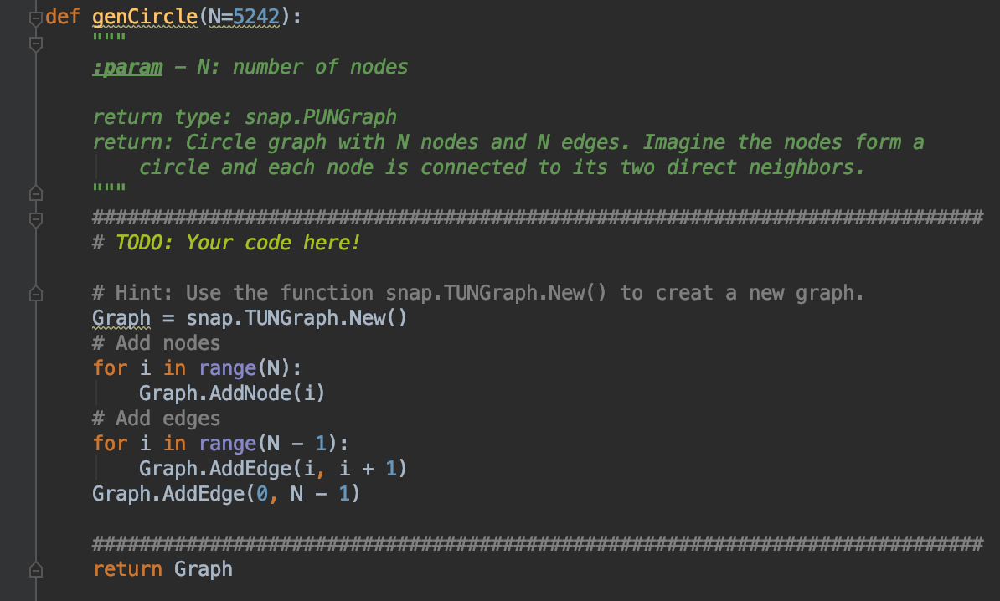 def genCircle(N=5242):
"""
:param - N: number of nodes
return type: snap.PUNGraph
return: Circle graph with N nodes and N edges. Imagine the nodes form a
circle and each node is connected to its two direct neighbors.
"""
############################################################################
# TODO: Your code here!
# Hint: Use the function snap.TUNGraph.New() to creat a new graph.
Graph = snap.TUNGraph.New()
# Add nodes
for i in range(N):
Graph.AddNode(i)
# Add edges
for i in range(N - 1):
Graph.AddEdge(i, i + 1)
Graph.AddEdge(0, N - 1)
############################################################################
return Graph